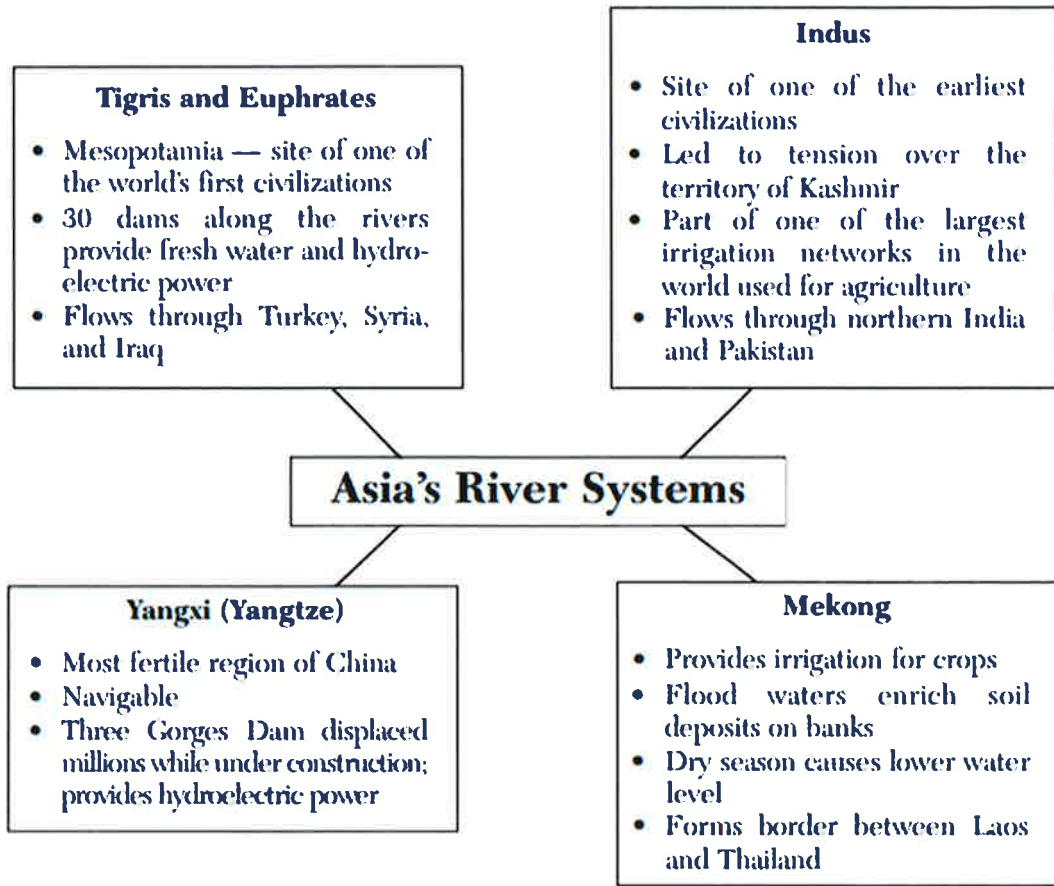 Tigris and Euphrates
• Mesopotamia — site of one of
the world's first civilizations
• 30 dams along the rivers
provide fresh water and hydro-
electric power
• Flows through Turkey, Syria,
and Iraq
Indus
• Site of one of the earliest
civilizations
• Led to tension over the
territory of Kashmir
• Part of one of the largest
irrigation networks in the
world used for agriculture
• Flows through northern India
and Pakistan
Asia's River Systems
Yangxi (Yangtze)
• Most fertile region of China
• Navigable
• Three Gorges Dam displaced
millions while under construction;
provides hydroelectric power
Mekong
• Provides irrigation for crops
• Flood waters enrich soil
deposits on banks
• Dry season causes lower water
level
• Forms border between Laos
and Thailand